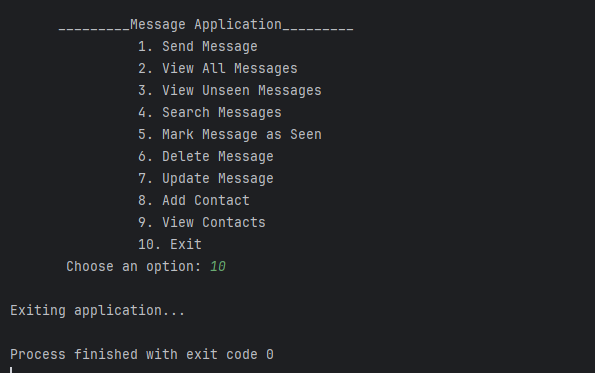 _________Message Application_________
1. Send Message
2. View All Messages
3. View Unseen Messages
4. Search Messages
5. Mark Message as Seen
6. Delete Message
7. Update Message
8. Add Contact
9. View Contacts
10. Exit
Choose an option: 10
Exiting application...
Process finished with exit code 0